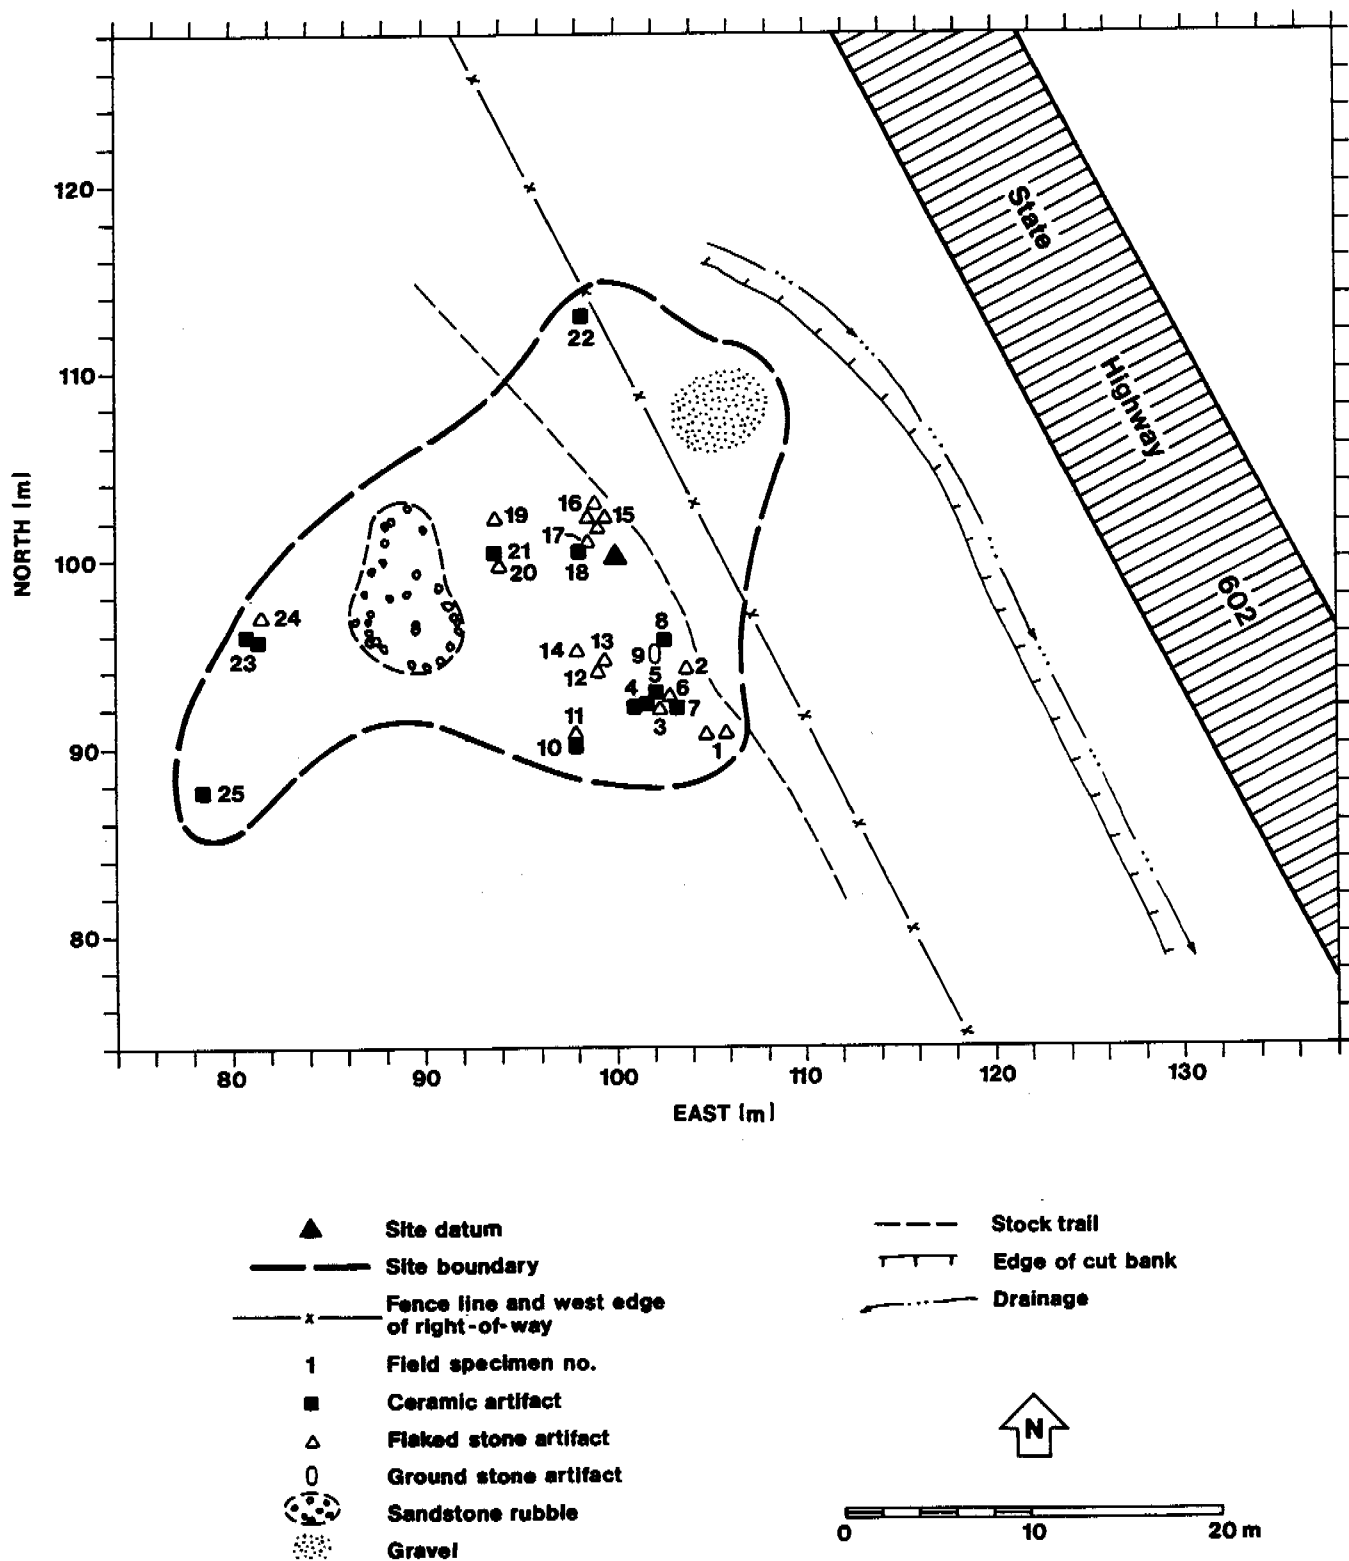 120
State
22
110
Highway
NORTH (m)
16
15
19
17
21
100
18
20
602
24
8
14
13
9
2
23
12
5
4
6
7
11
3
10
1
90
25
80
80
90
100
110
120
130
EAST (m)
Site datum
Site boundary
Fence line and west edge
of right-of-way
1
Field specimen no.
Ceramic artifact
Flaked stone artifact
Ground stone artifact
Sandstone rubble
Gravel
Stock trail
Edge of cut bank
Drainage
N
0
10
20 m